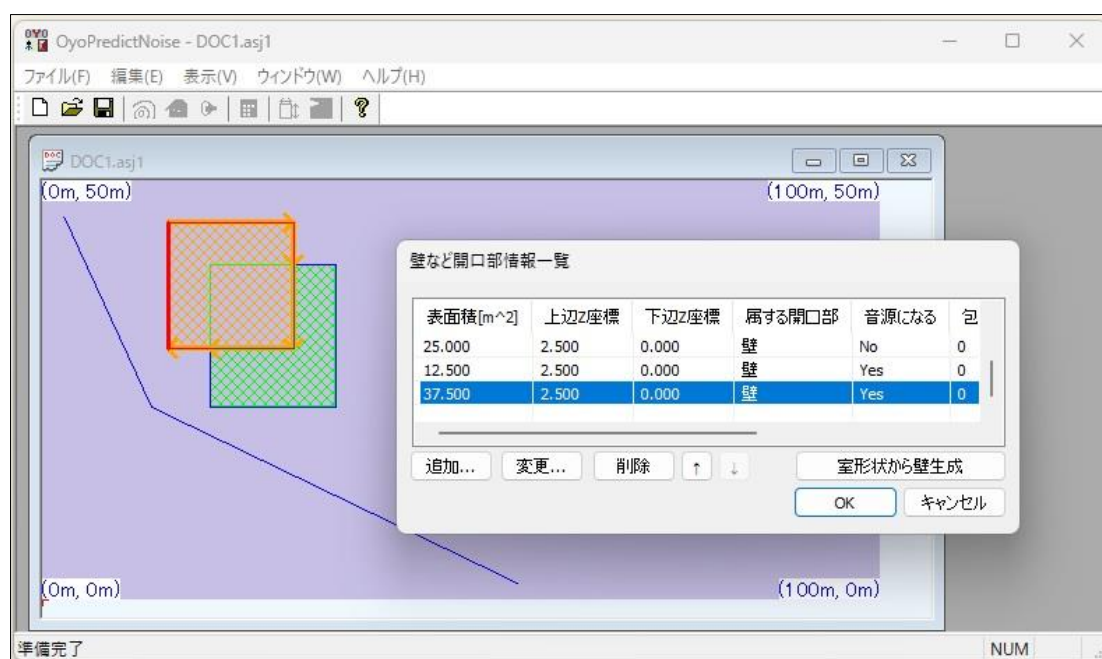 OYO OyoPredictNoise - DOC1.asj1
ファイル(F) 編集(E) 表示(V) ウィンドウ(W) ヘルプ(H)
DOC DOC1.asj1
(0m, 50m) (100m, 50m)
壁など開口部情報一覧
表面積[m^2] 上辺Z座標 下辺Z座標 属する開口部 音源になる 包
25.000 2.500 0.000 壁 No 0
12.500 2.500 0.000 壁 Yes 0
37.500 2.500 0.000 壁 Yes 0
追加... 変更... 削除 ↑ ↓ 室形状から壁生成
OK キャンセル
(0m, 0m) (100m, 0m)
準備完了 NUM